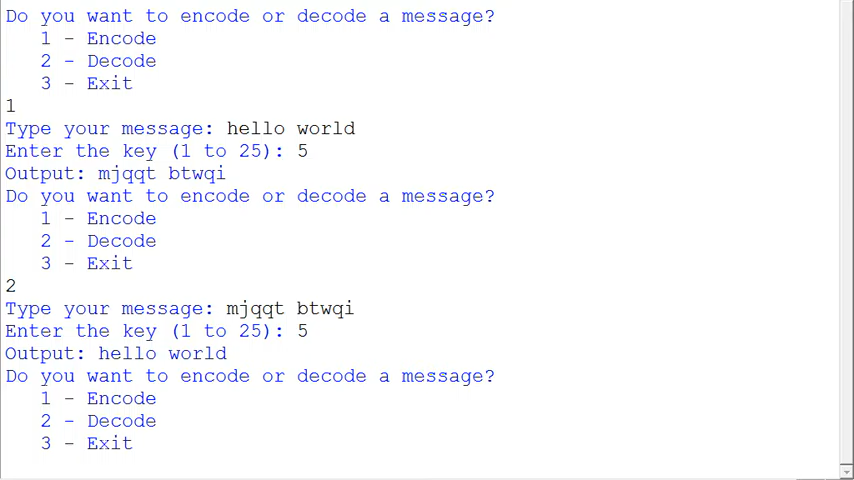 Do you want to encode or decode a message?
1 - Encode
2 - Decode
3 - Exit
1
Type your message: hello world
Enter the key (1 to 25): 5
Output: mjqqt btwqi
Do you want to encode or decode a message?
1 - Encode
2 - Decode
3 - Exit
2
Type your message: mjqqt btwqi
Enter the key (1 to 25): 5
Output: hello world
Do you want to encode or decode a message?
1 - Encode
2 - Decode
3 - Exit